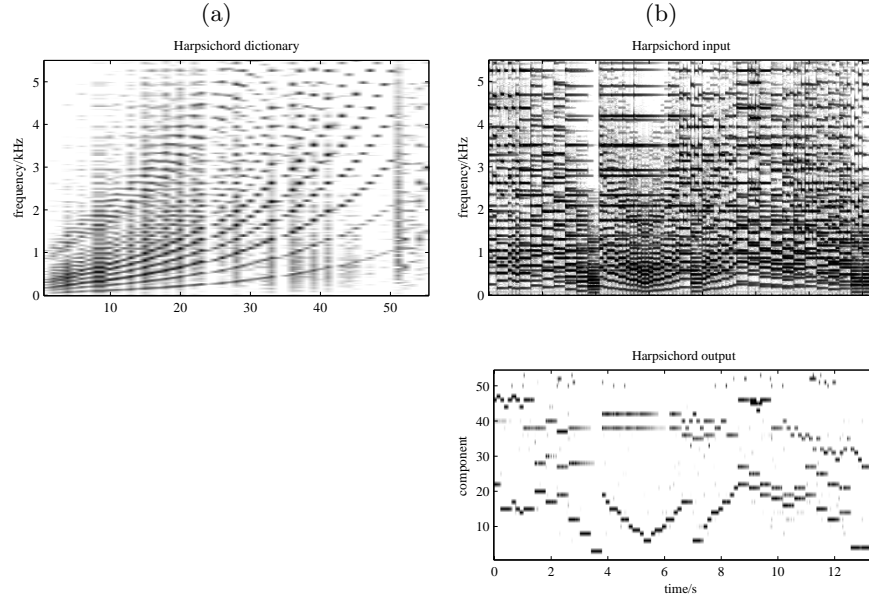 (a)
Harpsichord dictionary
frequency/kHz
5
4
3
2
1
0
10 20 30 40 50
(b)
Harpsichord input
frequency/kHz
5
4
3
2
1
0
Harpsichord output
component
50
40
30
20
10
0 2 4 6 8 10 12
time/s